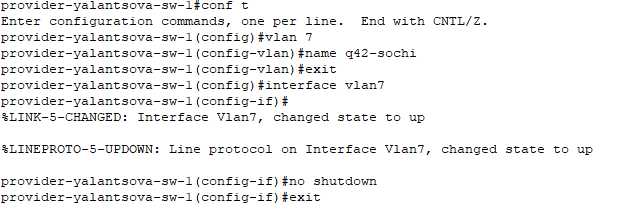 provider-yalantsova-sw-1#conf t
Enter configuration commands, one per line.  End with CNTL/Z.
provider-yalantsova-sw-1(config)#vlan 7
provider-yalantsova-sw-1(config-vlan)#name q42-sochi
provider-yalantsova-sw-1(config-vlan)#exit
provider-yalantsova-sw-1(config)#interface vlan7
provider-yalantsova-sw-1(config-if)#
%LINK-5-CHANGED: Interface Vlan7, changed state to up
%LINEPROTO-5-UPDOWN: Line protocol on Interface Vlan7, changed state to up
provider-yalantsova-sw-1(config-if)#no shutdown
provider-yalantsova-sw-1(config-if)#exit